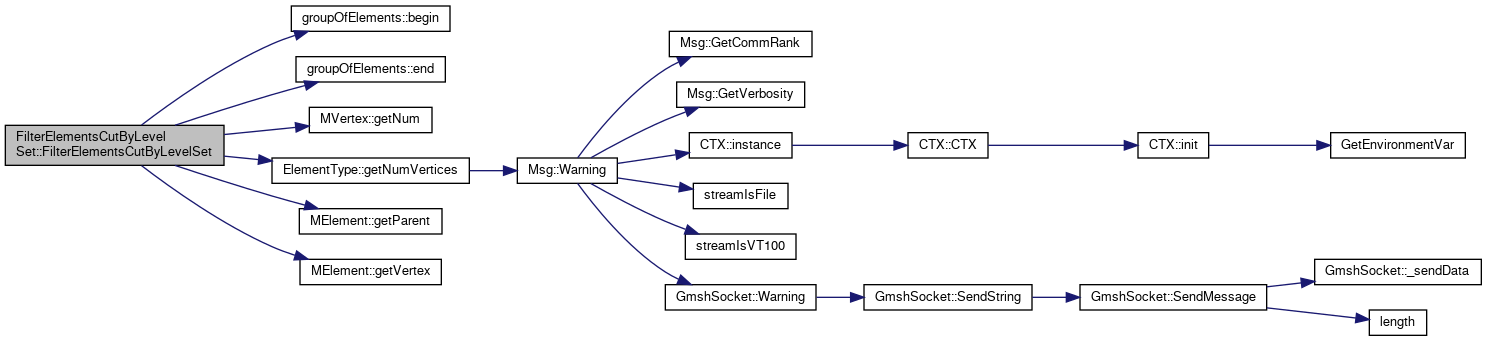 FilterElementsCutByLevel
Set::FilterElementsCutByLevelSet
groupOfElements::begin
groupOfElements::end
MVertex::getNum
ElementType::getNumVertices
MElement::getParent
MElement::getVertex
Msg::Warning
Msg::GetCommRank
Msg::GetVerbosity
CTX::instance
streamIsFile
streamIsVT100
GmshSocket::Warning
CTX::CTX
CTX::init
GetEnvironmentVar
GmshSocket::SendString
GmshSocket::SendMessage
GmshSocket::_sendData
length